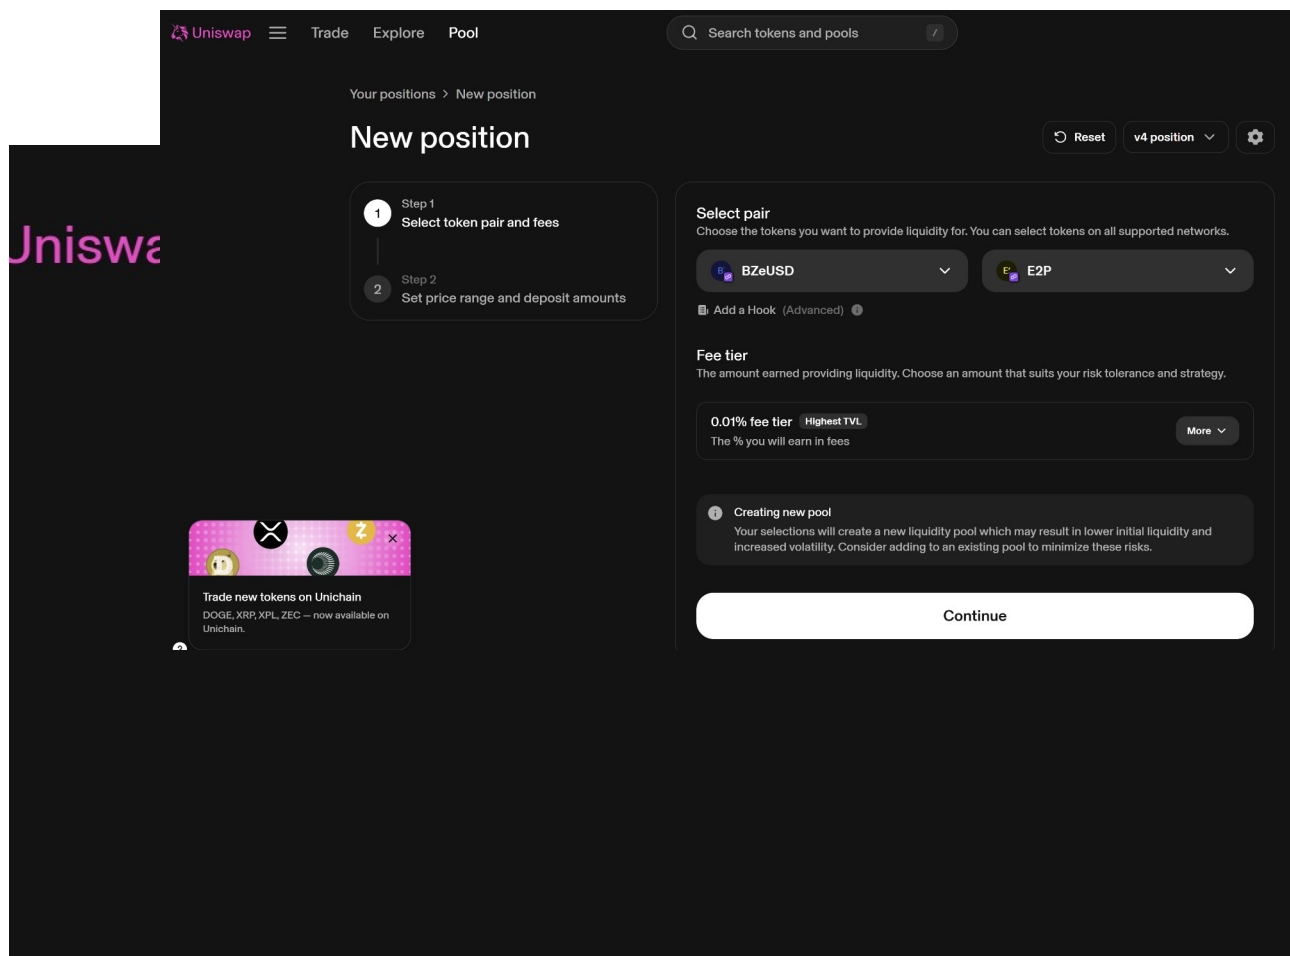 Uniswap
Trade
Explore
Pool
Search tokens and pools
/
Your positions > New position
New position
Reset
v4 position
Uniswa
1
Step 1
Select token pair and fees
2
Step 2
Set price range and deposit amounts
Select pair
Choose the tokens you want to provide liquidity for. You can select tokens on all supported networks.
BZeUSD
E2P
Add a Hook (Advanced)
Fee tier
The amount earned providing liquidity. Choose an amount that suits your risk tolerance and strategy.
0.01% fee tier Highest TVL
The % you will earn in fees
More
Creating new pool
Your selections will create a new liquidity pool which may result in lower initial liquidity and
increased volatility. Consider adding to an existing pool to minimize these risks.
Continue
Trade new tokens on Unichain
DOGE, XRP, XPL, ZEC — now available on
Unichain.